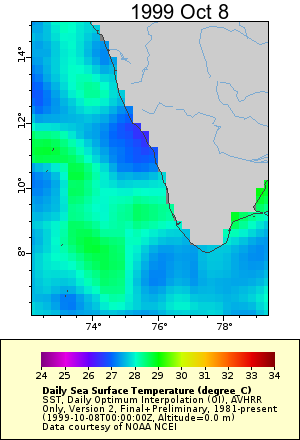 1999 Oct 8
14°
12°
10°
8°
74° 76° 78°
24 25 26 27 28 29 30 31 32 33 34
Daily Sea Surface Temperature (degree_C)
SST, Daily Optimum Interpolation (OI), AVHRR
Only, Version 2, Final+Preliminary, 1981-present
(1999-10-08T00:00:00Z, Altitude=0.0 m)
Data courtesy of NOAA NCEI